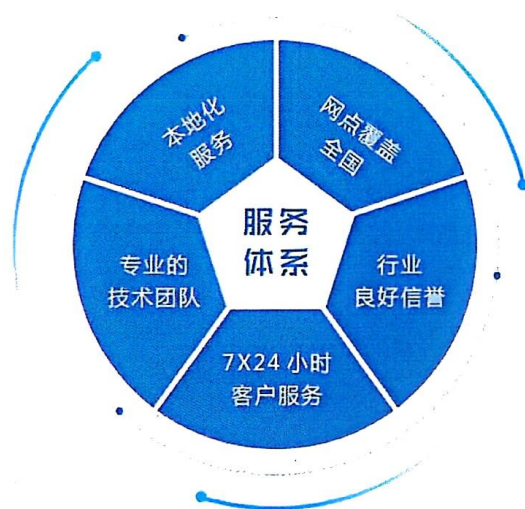 本地化
服务
网点覆盖
全国
服务
体系
专业的
技术团队
行业
良好信誉
7X24 小时
客户服务